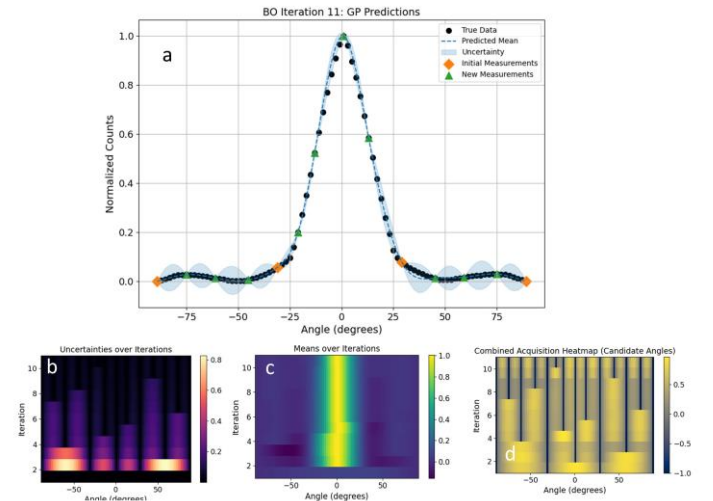 BO Iteration 11: GP Predictions
a
True Data
Predicted Mean
Uncertainty
Initial Measurements
New Measurements
Normalized Counts
1.0
0.8
0.6
0.4
0.2
0.0
−75 −50 −25 0 25 50 75
Angle (degrees)
Uncertainties over Iterations
b
Iteration
10
8
6
4
2
−50 0 50
Angle (degrees)
0.8
0.6
0.4
0.2
Means over Iterations
c
Iteration
10
8
6
4
2
−50 0 50
Angle (degrees)
1.0
0.8
0.6
0.4
0.2
0.0
Combined Acquisition Heatmap (Candidate Angles)
d
Iteration
10
8
6
4
2
−50 0 50
Angle (degrees)
0.5
0.0
−0.5
−1.0